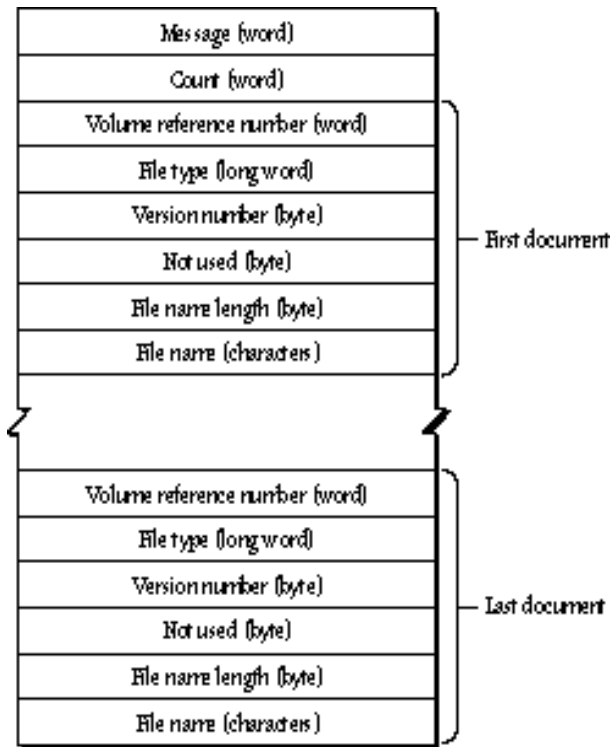 Message (word)
Count (word)
Volume reference number (word)
File type (long word)
Version number (byte)
Not used (byte)
File name length (byte)
File name (characters)
First document
Volume reference number (word)
File type (long word)
Version number (byte)
Not used (byte)
File name length (byte)
File name (characters)
Last document